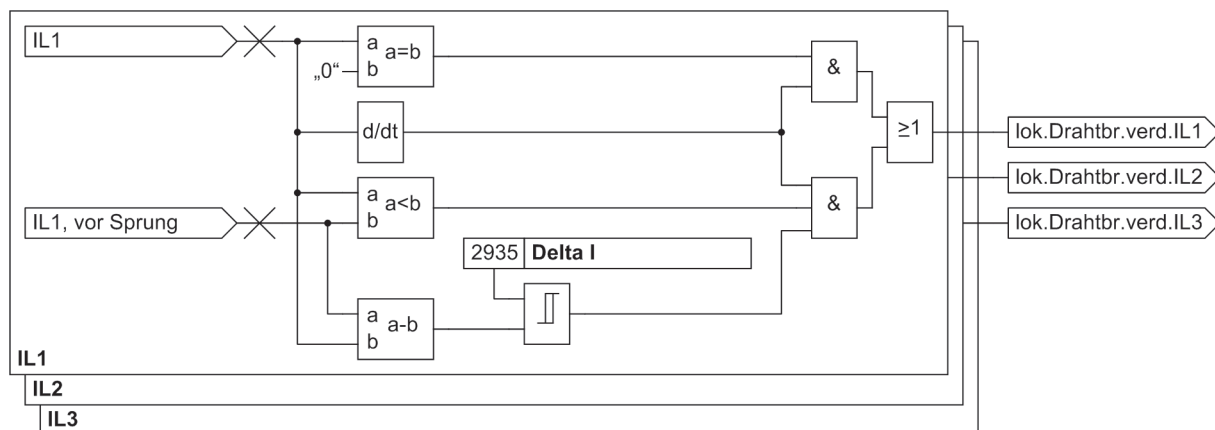 IL1
a
a=b
b
„0“
&
d/dt
≥1
lok.Drahtbr.verd.IL1
a
a<b
b
lok.Drahtbr.verd.IL2
IL1, vor Sprung
&
lok.Drahtbr.verd.IL3
2935 Delta I
a
a-b
b
IL1
IL2
IL3